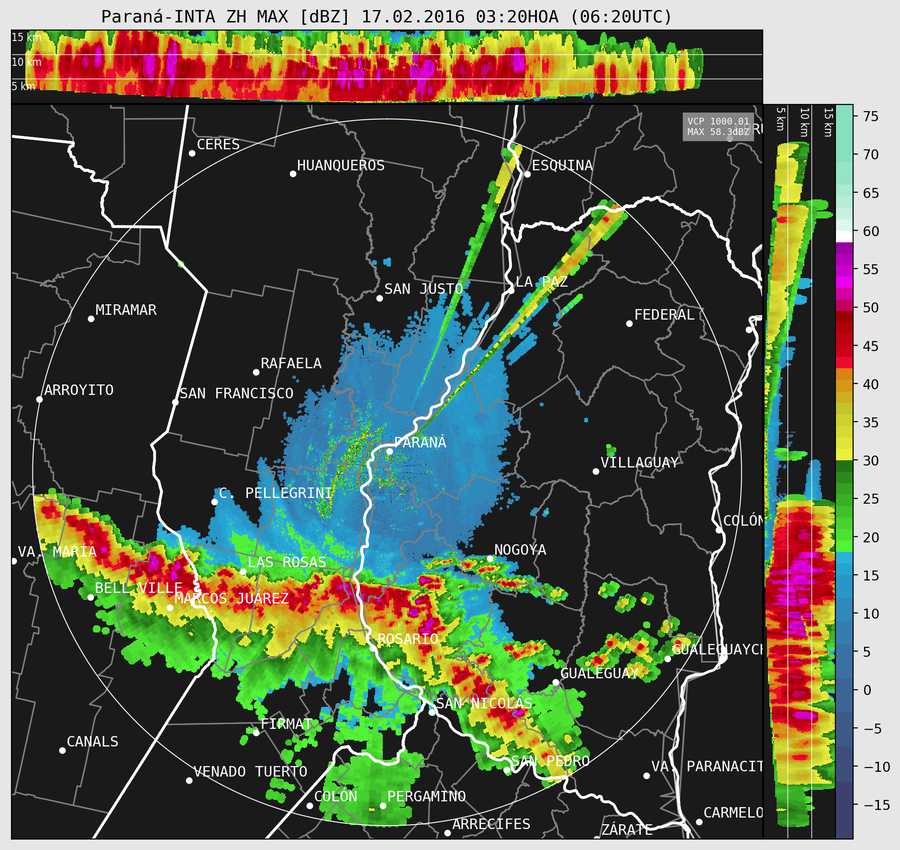 Paraná-INTA ZH MAX [dBZ] 17.02.2016 03:20HOA (06:20UTC)
15 km
10 km
5 km
VCP 1000.01
MAX 58.3dBZ
5 km
10 km
15 km
CERES
HUANQUEROS
ESQUINA
SAN JUSTO
LA PAZ
MIRAMAR
FEDERAL
RAFAELA
ARROYITO
SAN FRANCISCO
PARANÁ
VILLAGUAY
C. PELLEGRINI
COLÓN
VA. MARIA
NOGOYA
LAS ROSAS
BELL VILLE
MARCOS JUÁREZ
ROSARIO
GUALEGUAYCH
GUALEGUAY
SAN NICOLÁS
FIRMAT
CANALS
SAN PEDRO
VENADO TUERTO
VA. PARANACIT
COLÓN
PERGAMINO
CARMELO
ARRECIFES
ZÁRATE
75
70
65
60
55
50
45
40
35
30
25
20
15
10
5
0
−5
−10
−15